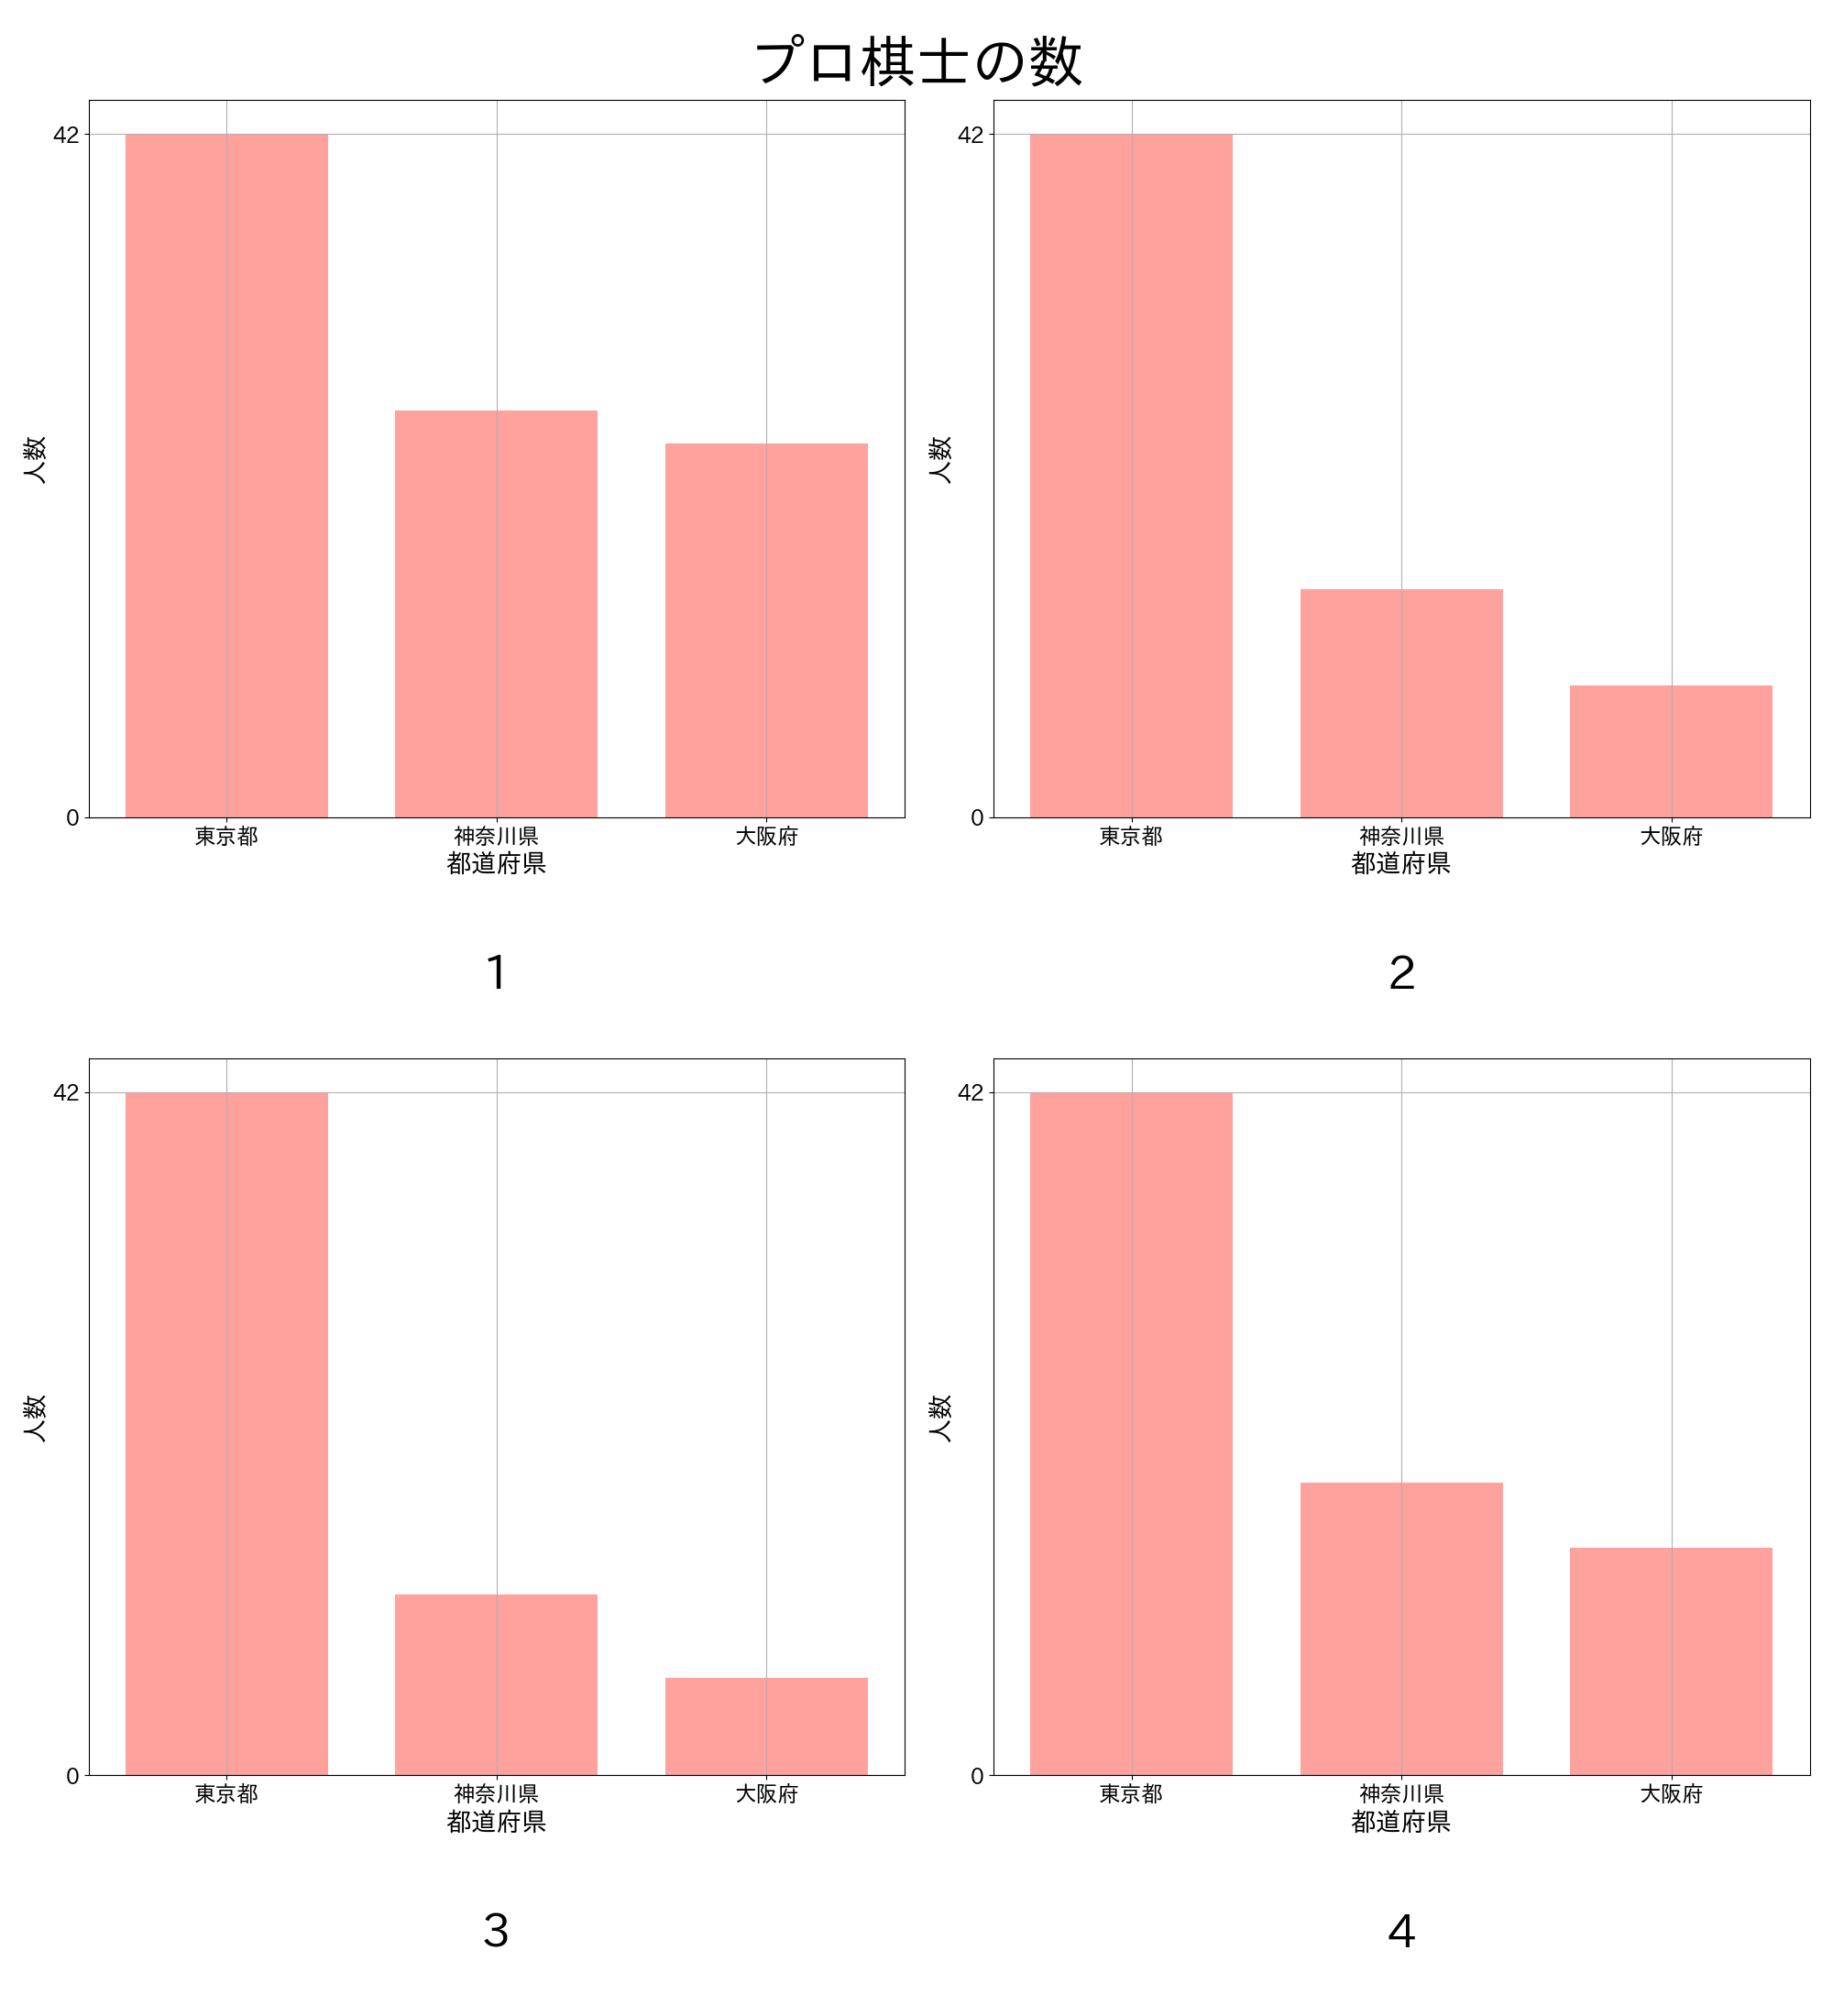 プロ棋士の数
42
0
人数
東京都 神奈川県 大阪府
都道府県
1
42
0
人数
東京都 神奈川県 大阪府
都道府県
2
42
0
人数
東京都 神奈川県 大阪府
都道府県
3
42
0
人数
東京都 神奈川県 大阪府
都道府県
4